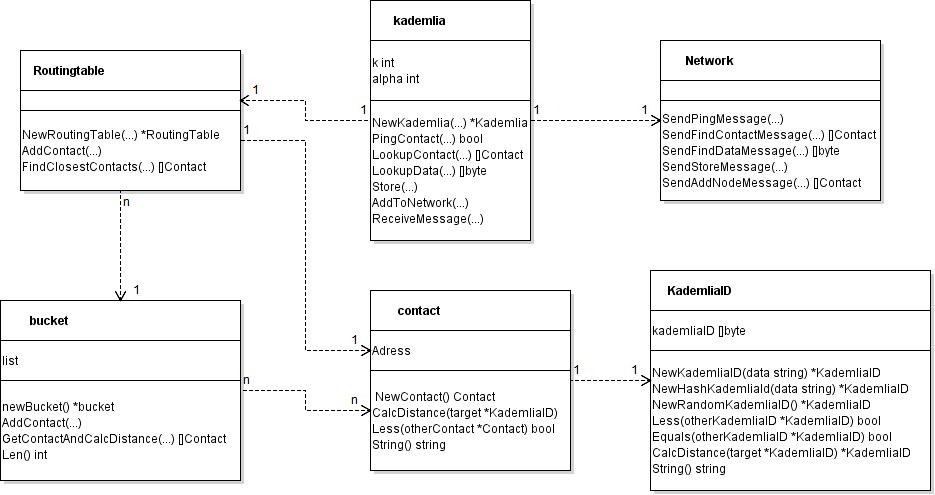 kademlia
k int
alpha int
NewKademlia(...) *Kademlia
PingContact(...) bool
LookupContact(...) []Contact
LookupData(...) []byte
Store(...)
AddToNetwork(...)
ReceiveMessage(...)
Routingtable
NewRoutingTable(...) *RoutingTable
AddContact(...)
FindClosestContacts(...) []Contact
Network
SendPingMessage(...)
SendFindContactMessage(...) []Contact
SendFindDataMessage(...) []byte
SendStoreMessage(...)
SendAddNodeMessage(...) []Contact
1
1
1
1
1
n
1
1
n
n
1
1
bucket
list
newBucket() *bucket
AddContact(...)
GetContactAndCalcDistance(...) []Contact
Len() int
contact
Adress
NewContact() Contact
CalcDistance(target *KademliaID)
Less(otherContact *Contact) bool
String() string
KademliaID
kademliaID []byte
NewKademliaID(data string) *KademliaID
NewHashKademliaId(data string) *KademliaID
NewRandomKademliaID() *KademliaID
Less(otherKademliaID *KademliaID) bool
Equals(otherKademliaID *KademliaID) bool
CalcDistance(target *KademliaID) *KademliaID
String() string